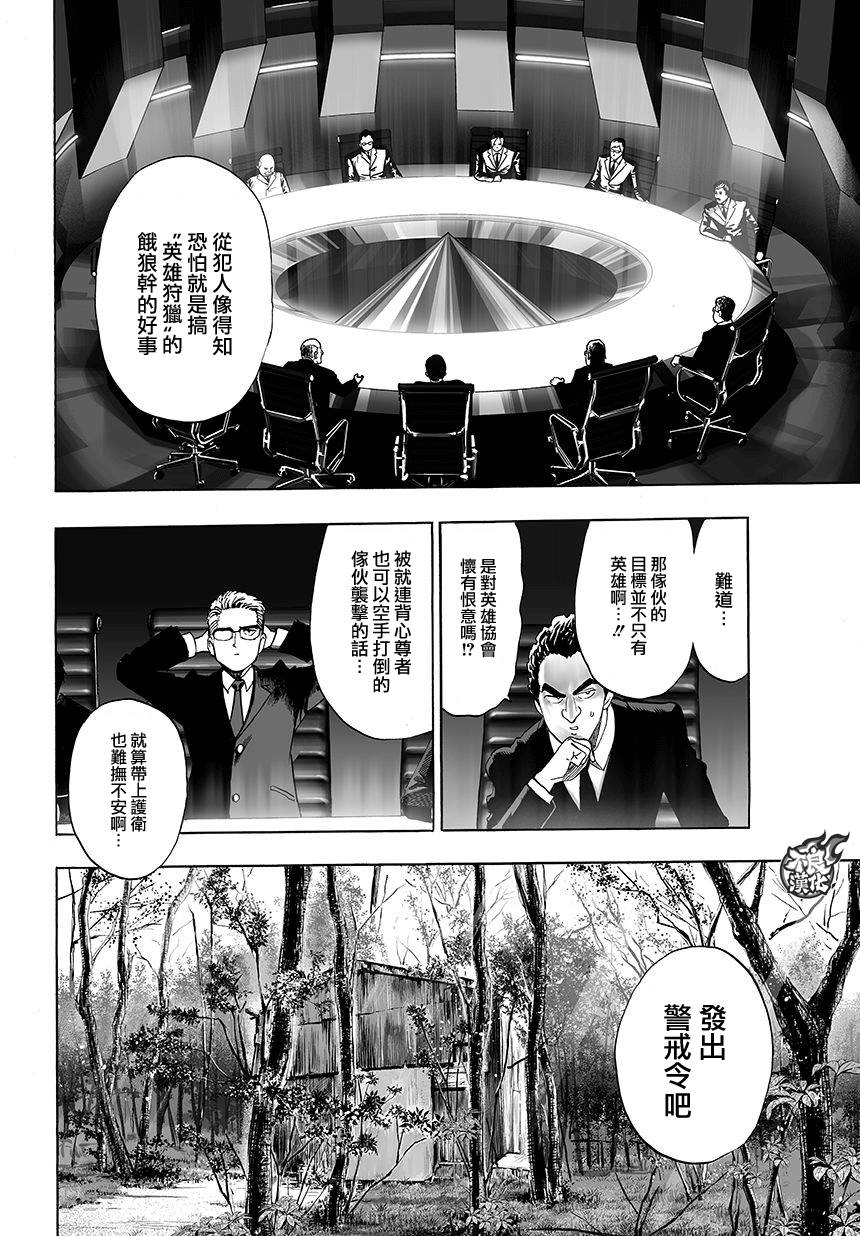 從犯人像得知
恐怕就是搞
"英雄狩獵"的
餓狼幹的好事
難道…
那傢伙的
目標並不只有
英雄啊…!!
是對英雄協會
懷有恨意嗎!?
被就連背心尊者
也可以空手打倒的
傢伙襲擊的話…
就算帶上護衛
也難撫不安啊…
發出
警戒令吧
漢化